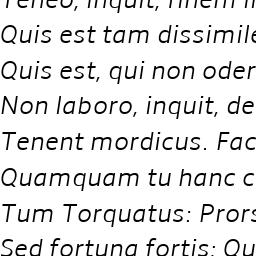 Teneo, inquit, finem i
Quis est tam dissimile
Quis est, qui non oder
Non laboro, inquit, de
Tenent mordicus. Fac
Quamquam tu hanc c
Tum Torquatus: Prors
Sed fortuna fortis; Qu